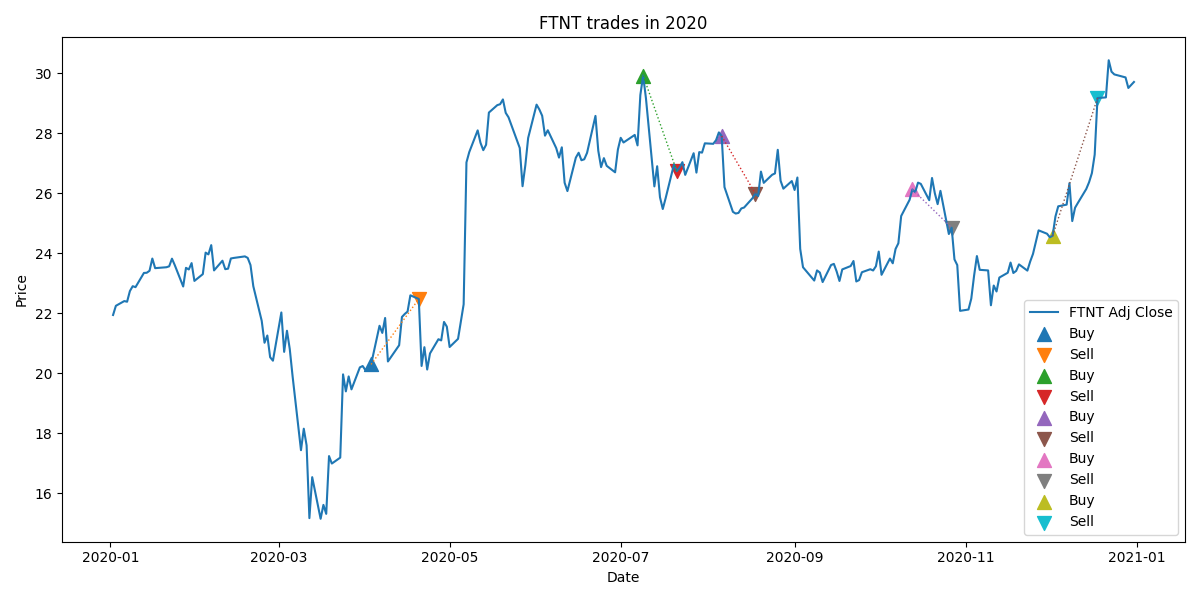 FTNT trades in 2020
Price
30
28
26
24
22
20
18
16
FTNT Adj Close
Buy
Sell
Buy
Sell
Buy
Sell
Buy
Sell
Buy
Sell
2020-01
2020-03
2020-05
2020-07
2020-09
2020-11
2021-01
Date